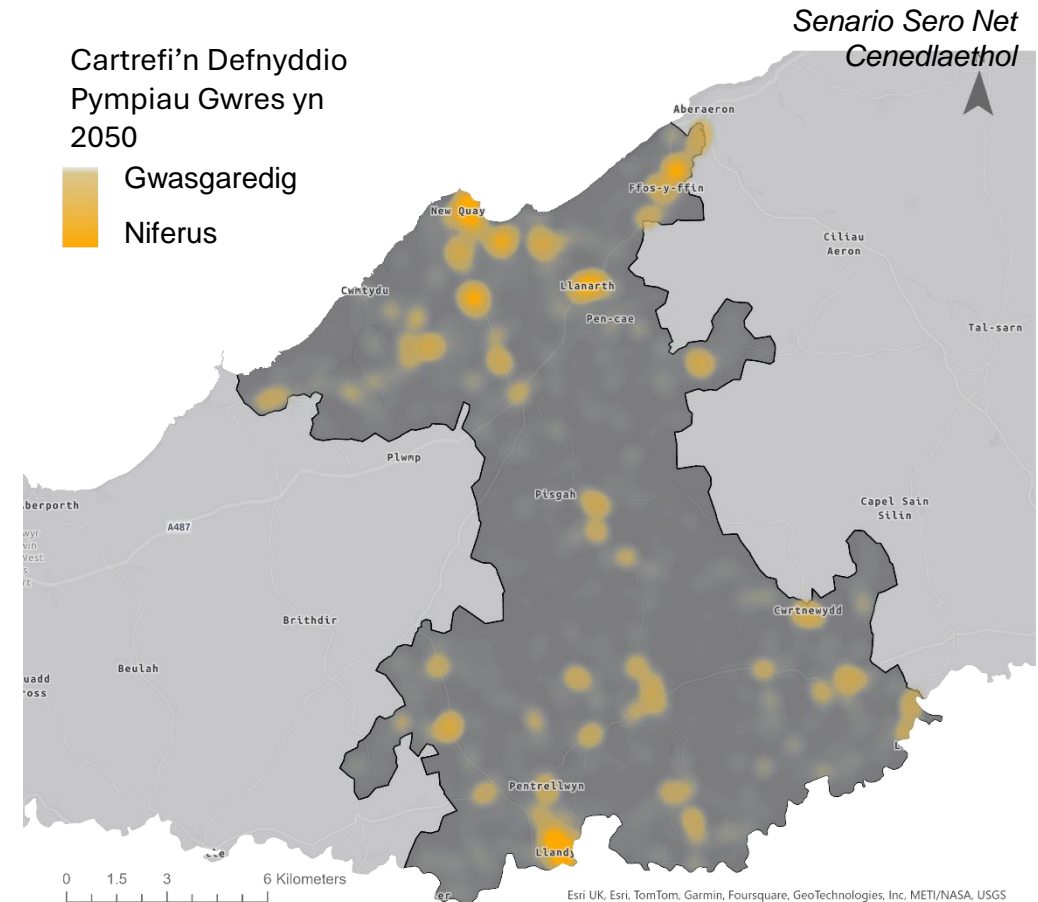 Senario Sero Net
Cenedlaethol
Cartrefi'n Defnyddio
Pympiau Gwres yn
2050
Gwasgaredig
Niferus
Aberaeron
Ffos-y-ffin
New Quay
Ciliau
Aeron
Cwmtydu
Llanarth
Pen-cae
Tal-sarn
Plwmp
Pisgah
berporth
A487
Capel Sain
Silin
Brithdir
Cwrtnewydd
Beulah
Pentrellwyn
Llandy
0 1.5 3 6 Kilometers
Esri UK, Esri, TomTom, Garmin, Foursquare, GeoTechnologies, Inc, METI/NASA, USGS